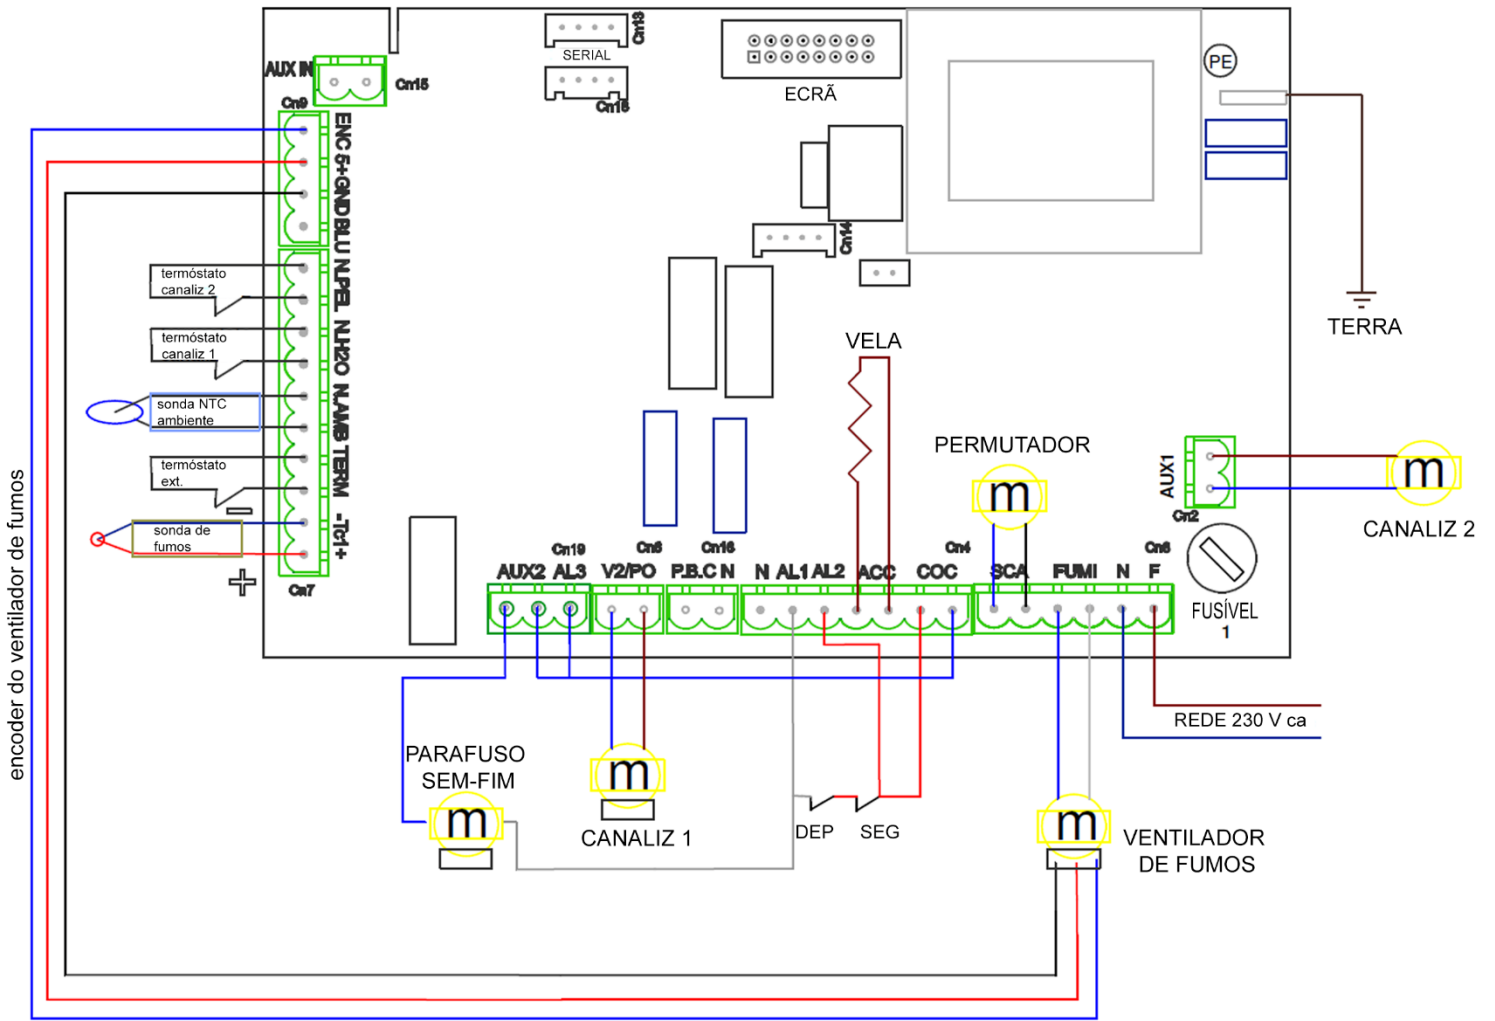 Cn13
SERIAL
Cn18
ECRÃ
PE
AUX IN
Cn15
Cn9
ENC 5+GND BLU
N.PEL N.H2O N.AMB TERM -Tc1+
Cn14
termóstato
canaliz 2
termóstato
canaliz 1
sonda NTC
ambiente
termóstato
ext.
sonda de
fumos
+
Cn7
TERRA
VELA
PERMUTADOR
m
AUX1
Cn2
m
CANALIZ 2
FUSÍVEL
1
Cn19
Cn6
Cn16
Cn4
Cn6
AUX2 AL3 V2/PO P.B.C N N AL1 AL2 ACC COC SCA FUMI N F
REDE 230 V ca
PARAFUSO
SEM-FIM
m
m
CANALIZ 1
DEP
SEG
m
VENTILADOR
DE FUMOS
encoder do ventilador de fumos